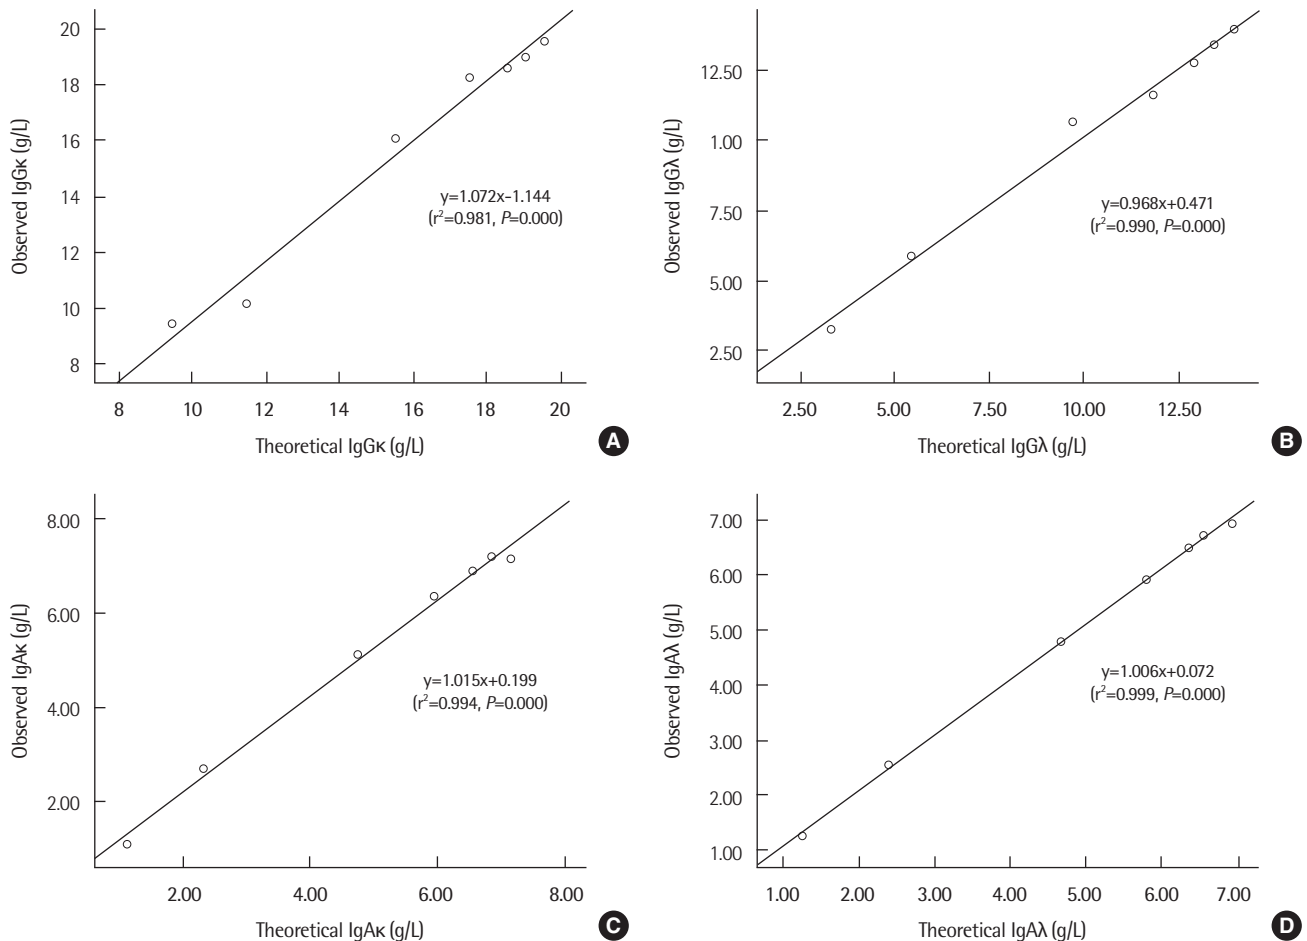 20
18
16
14
12
10
8
Observed IgGκ (g/L)
y=1.072x−1.144
(r²=0.981, P=0.000)
8 10 12 14 16 18 20
Theoretical IgGκ (g/L)
A
12.50
1.00
7.50
5.00
2.50
Observed IgGλ (g/L)
y=0.968x+0.471
(r²=0.990, P=0.000)
2.50 5.00 7.50 10.00 12.50
Theoretical IgGλ (g/L)
B
8.00
6.00
4.00
2.00
Observed IgAκ (g/L)
y=1.015x+0.199
(r²=0.994, P=0.000)
2.00 4.00 6.00 8.00
Theoretical IgAκ (g/L)
C
7.00
6.00
5.00
4.00
3.00
2.00
1.00
Observed IgAλ (g/L)
y=1.006x+0.072
(r²=0.999, P=0.000)
1.00 2.00 3.00 4.00 5.00 6.00 7.00
Theoretical IgAλ (g/L)
D